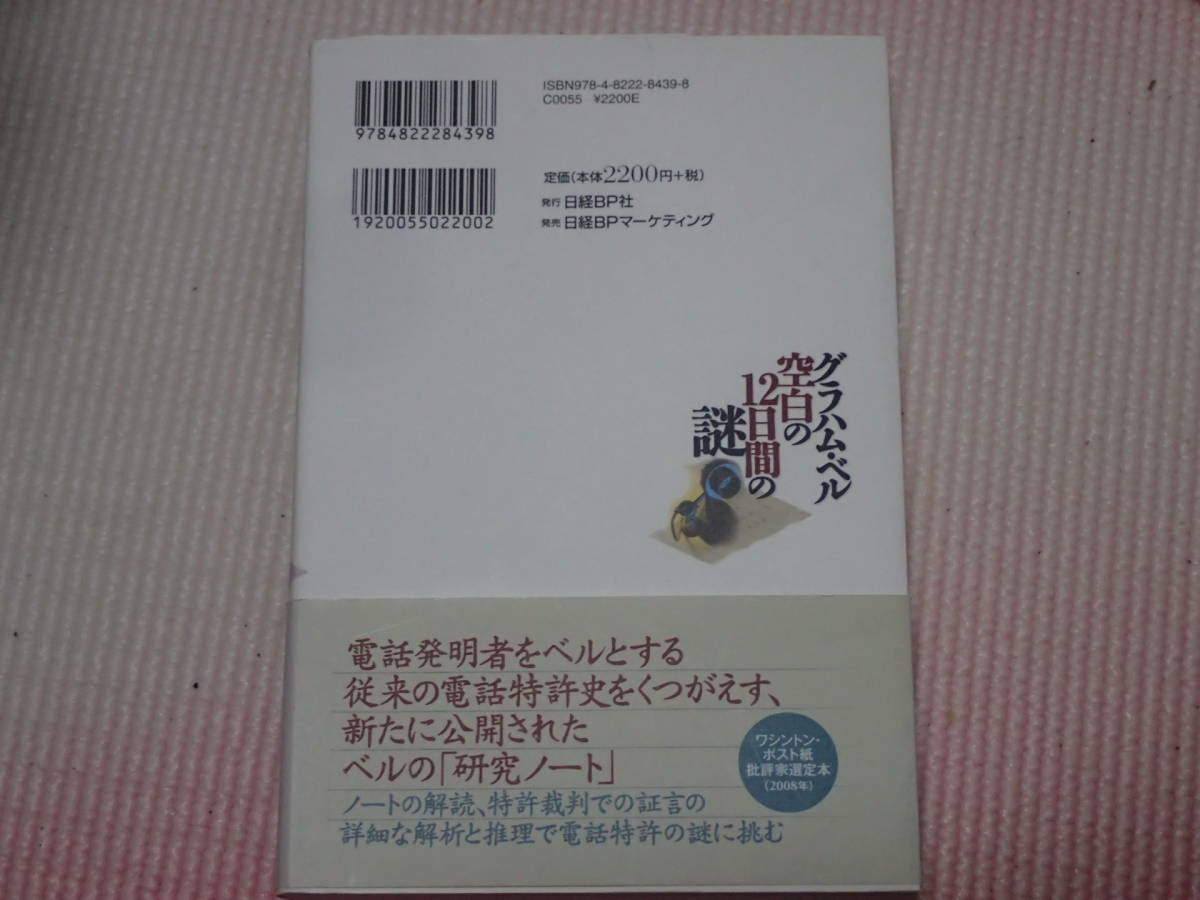 ISBN978-4-8222-8439-8
C0055 ¥2200E
9784822284398
定価(本体2200円+税)
発行 日経BP社
発売 日経BPマーケティング
1920055022002
グラハム・ベル
空白の
12日間の
謎
電話発明者をベルとする
従来の電話特許史をくつがえす、
新たに公開された
ベルの「研究ノート」
ノートの解読、特許裁判での証言の
詳細な解析と推理で電話特許の謎に挑む
ワシントン・
ポスト紙
批評家選定本
(2008年)